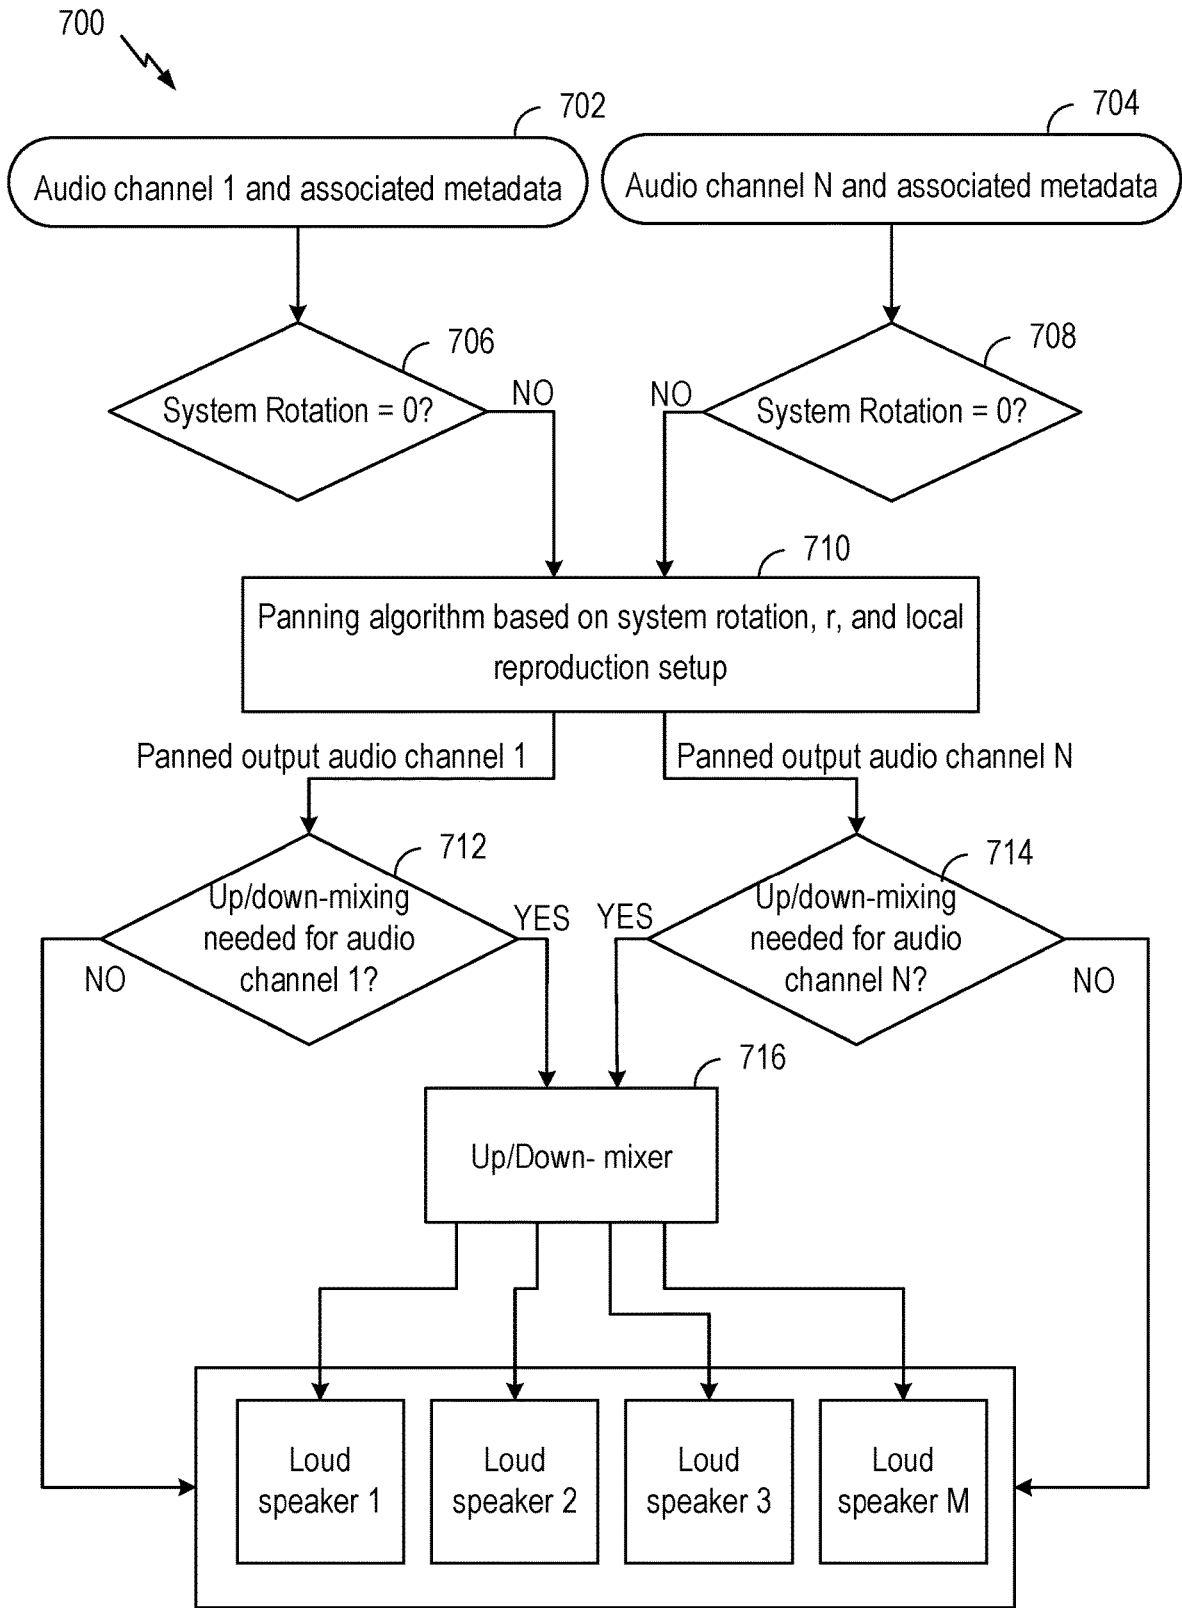 700
702
704
Audio channel 1 and associated metadata
Audio channel N and associated metadata
706
708
System Rotation = 0?
NO
NO
System Rotation = 0?
710
Panning algorithm based on system rotation, r, and local
reproduction setup
Panned output audio channel 1
Panned output audio channel N
712
714
Up/down-mixing
needed for audio
channel 1?
YES
YES
Up/down-mixing
needed for audio
channel N?
NO
NO
716
Up/Down- mixer
Loud
speaker 1
Loud
speaker 2
Loud
speaker 3
Loud
speaker M